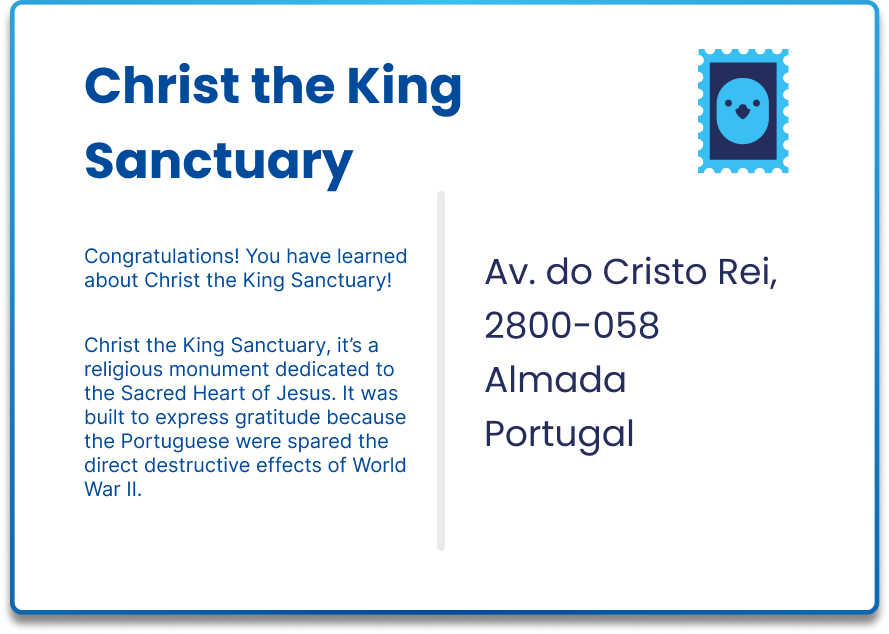 Christ the King
Sanctuary
Congratulations! You have learned
about Christ the King Sanctuary!
Christ the King Sanctuary, it’s a
religious monument dedicated to
the Sacred Heart of Jesus. It was
built to express gratitude because
the Portuguese were spared the
direct destructive effects of World
War II.
Av. do Cristo Rei,
2800-058
Almada
Portugal